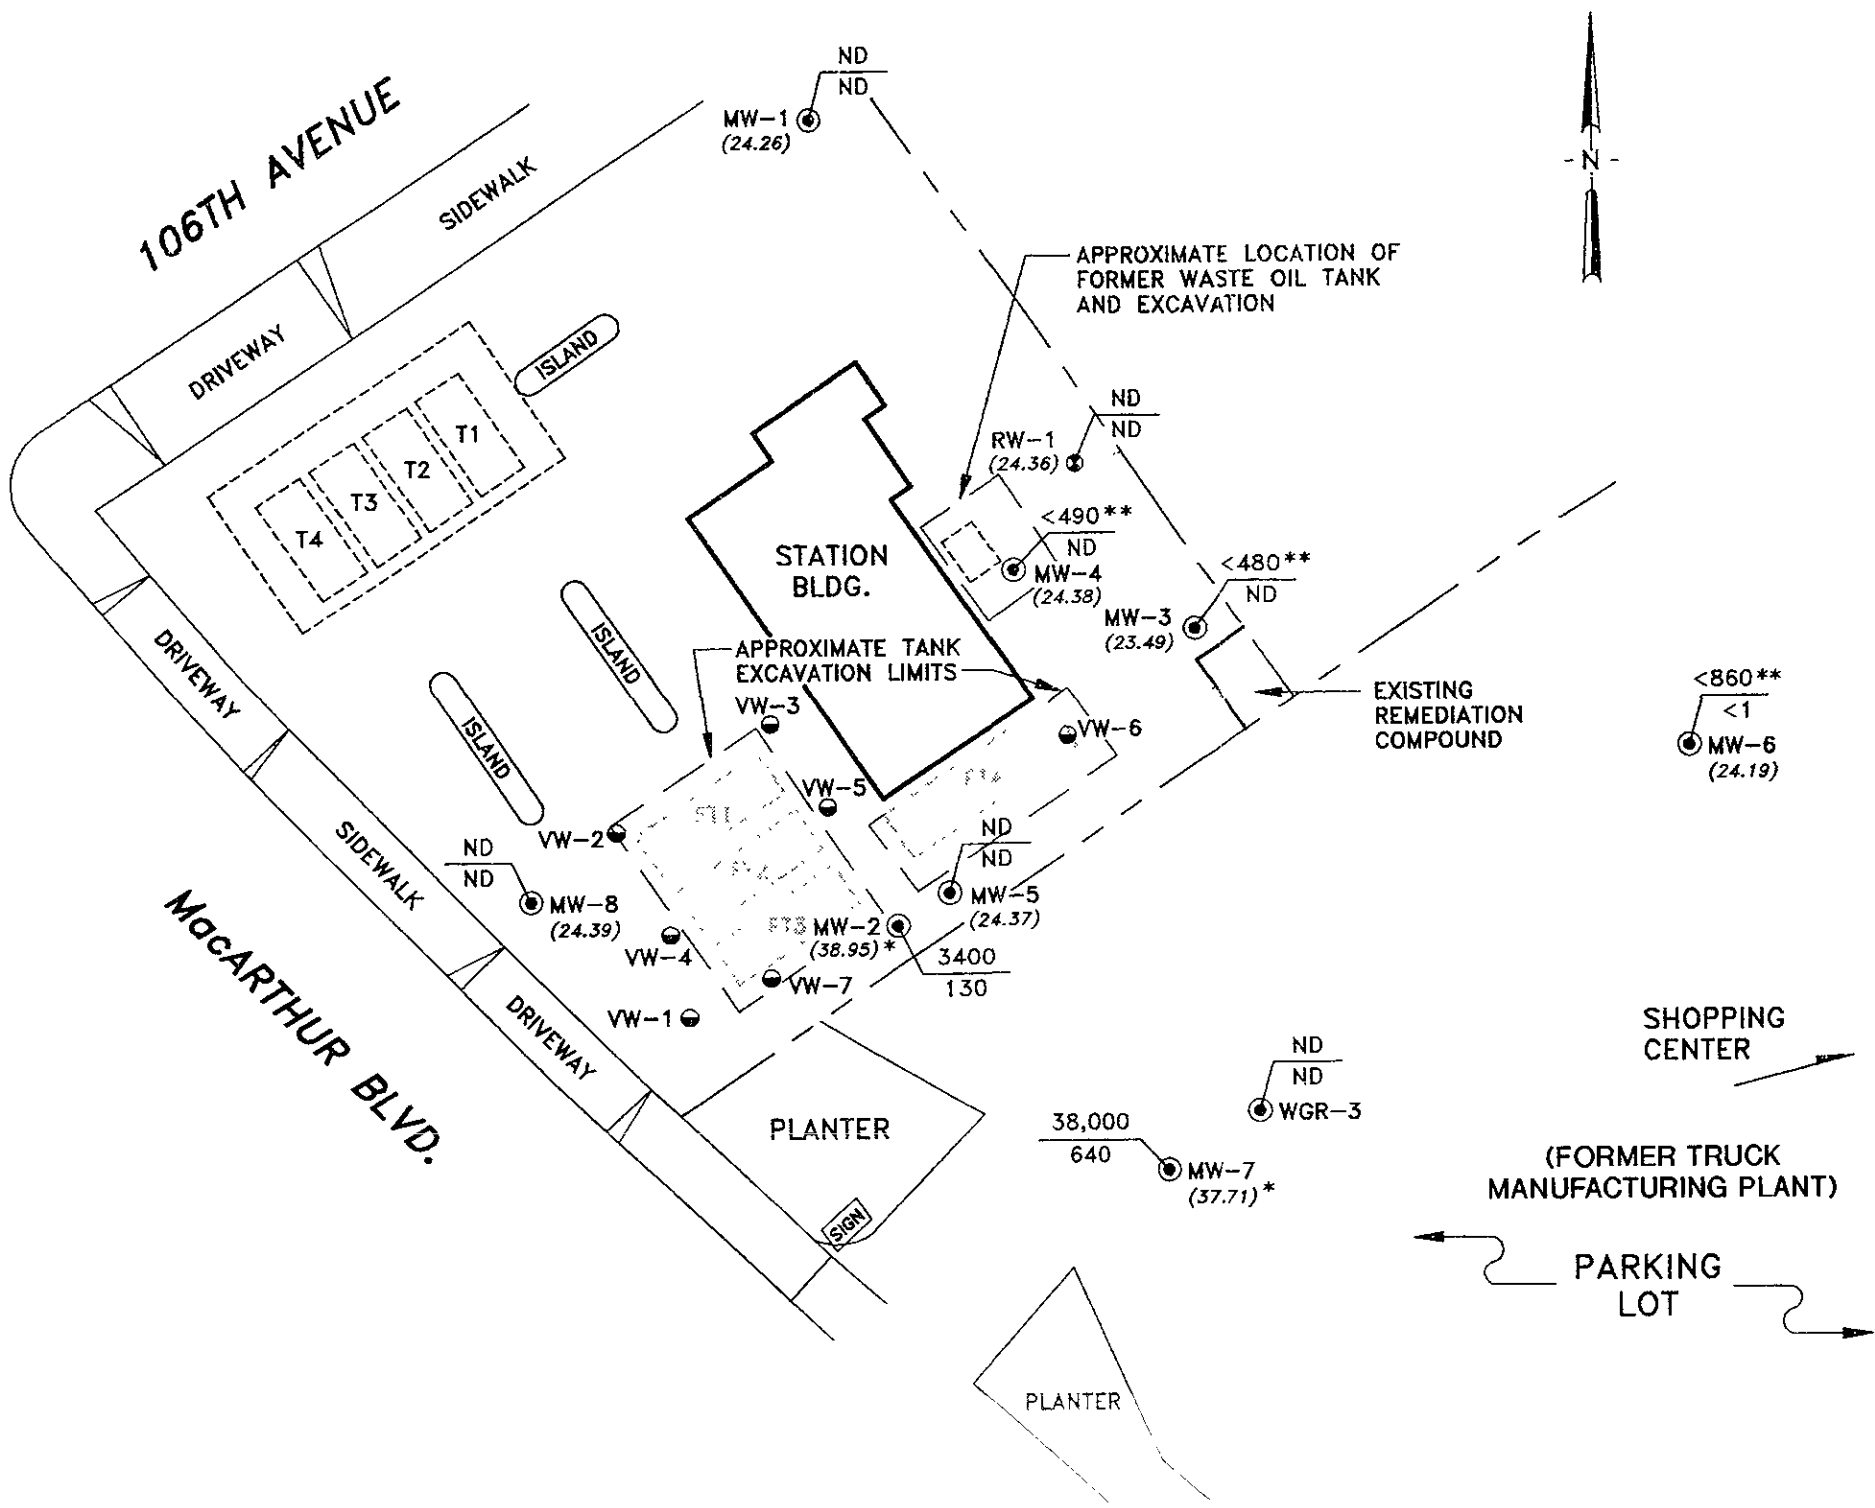 ND
ND
MW-1
(24.26)
106TH AVENUE
SIDEWALK
- N -
APPROXIMATE LOCATION OF
FORMER WASTE OIL TANK
AND EXCAVATION
DRIVEWAY
ISLAND
T1
T2
T3
T4
ND
ND
RW-1
(24.36)
<490**
ND
MW-4
(24.38)
STATION
BLDG.
<480**
ND
MW-3
(23.49)
APPROXIMATE TANK
EXCAVATION LIMITS
ISLAND
ISLAND
DRIVEWAY
EXISTING
REMEDIATION
COMPOUND
<860**
<1
MW-6
(24.19)
VW-3
VW-6
VW-5
VW-2
FT1
FT3
ND
ND
MW-5
(24.37)
SIDEWALK
ND
ND
MW-8
(24.39)
MW-2
(38.95)*
3400
130
VW-4
VW-7
VW-1
MacARTHUR BLVD.
DRIVEWAY
PLANTER
SIGN
ND
ND
WGR-3
38,000
640
MW-7
(37.71)*
SHOPPING
CENTER
(FORMER TRUCK
MANUFACTURING PLANT)
PARKING
LOT
PLANTER